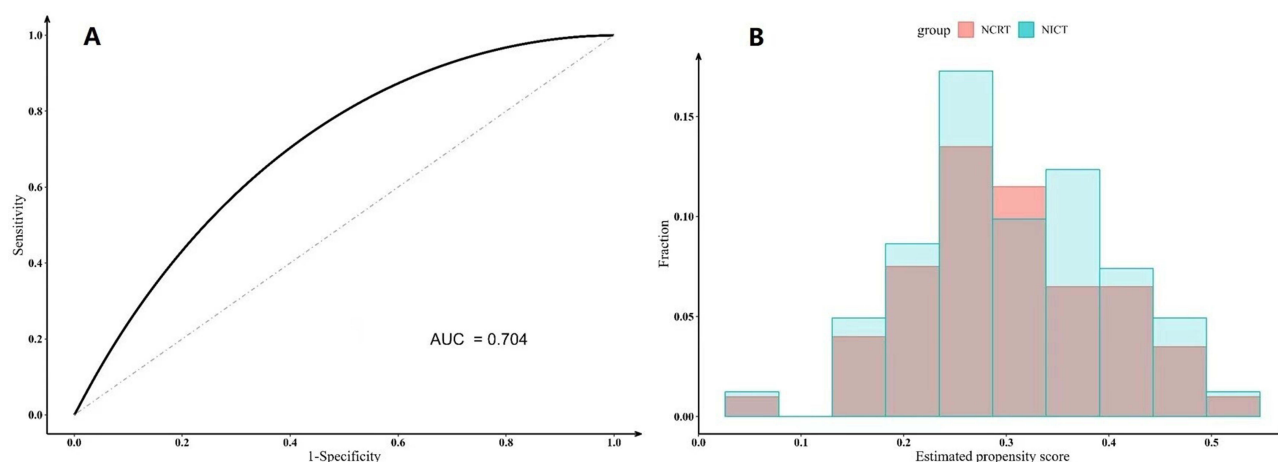 A
1.0
0.8
0.6
0.4
0.2
0.0
Sensitivity
AUC = 0.704
0.0 0.2 0.4 0.6 0.8 1.0
1-Specificity
B
group NCRT NICT
0.15
0.10
0.05
0.00
Fraction
0.0 0.1 0.2 0.3 0.4 0.5
Estimated propensity score